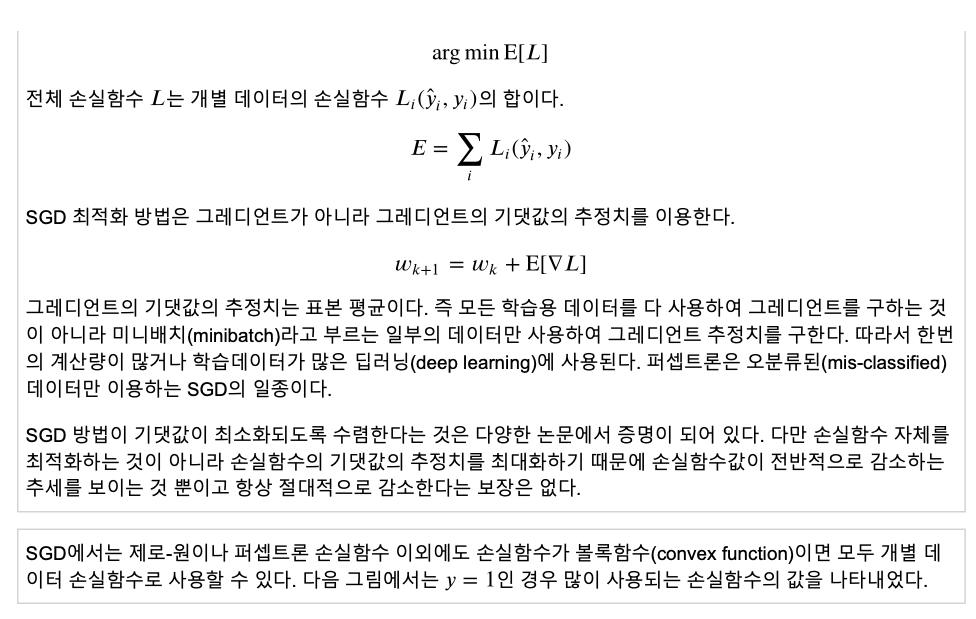 arg min E[L]
전체 손실함수 L는 개별 데이터의 손실함수 L_i(ŷ_i, y_i)의 합이다.
E = ∑_i L_i(ŷ_i, y_i)
SGD 최적화 방법은 그레디언트가 아니라 그레디언트의 기댓값의 추정치를 이용한다.
w_{k+1} = w_k + E[∇L]
그레디언트의 기댓값의 추정치는 표본 평균이다. 즉 모든 학습용 데이터를 다 사용하여 그레디언트를 구하는 것
이 아니라 미니배치(minibatch)라고 부르는 일부의 데이터만 사용하여 그레디언트 추정치를 구한다. 따라서 한번
의 계산량이 많거나 학습데이터가 많은 딥러닝(deep learning)에 사용된다. 퍼셉트론은 오분류된(mis-classified)
데이터만 이용하는 SGD의 일종이다.
SGD 방법이 기댓값이 최소화되도록 수렴한다는 것은 다양한 논문에서 증명이 되어 있다. 다만 손실함수 자체를
최적화하는 것이 아니라 손실함수의 기댓값의 추정치를 최대화하기 때문에 손실함수값이 전반적으로 감소하는
추세를 보이는 것 뿐이고 항상 절대적으로 감소한다는 보장은 없다.
SGD에서는 제로-원이나 퍼셉트론 손실함수 이외에도 손실함수가 볼록함수(convex function)이면 모두 개별 데
이터 손실함수로 사용할 수 있다. 다음 그림에서는 y = 1인 경우 많이 사용되는 손실함수의 값을 나타내었다.